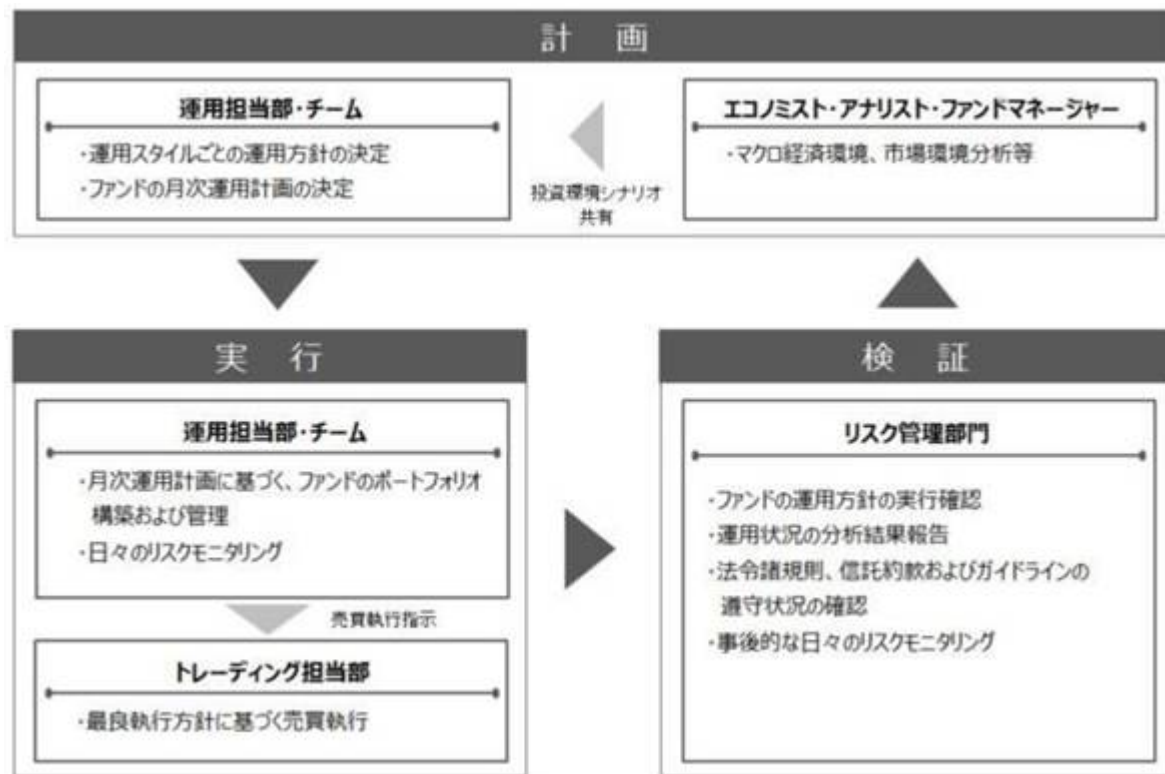 計 画
運用担当部・チーム
・運用スタイルごとの運用方針の決定
・ファンドの月次運用計画の決定
投資環境シナリオ
共有
エコノミスト・アナリスト・ファンドマネージャー
・マクロ経済環境、市場環境分析等
実 行
運用担当部・チーム
・月次運用計画に基づく、ファンドのポートフォリオ
構築および管理
・日々のリスクモニタリング
売買執行指示
トレーディング担当部
・最良執行方針に基づく売買執行
検 証
リスク管理部門
・ファンドの運用方針の実行確認
・運用状況の分析結果報告
・法令諸規則、信託約款およびガイドラインの
遵守状況の確認
・事後的な日々のリスクモニタリング